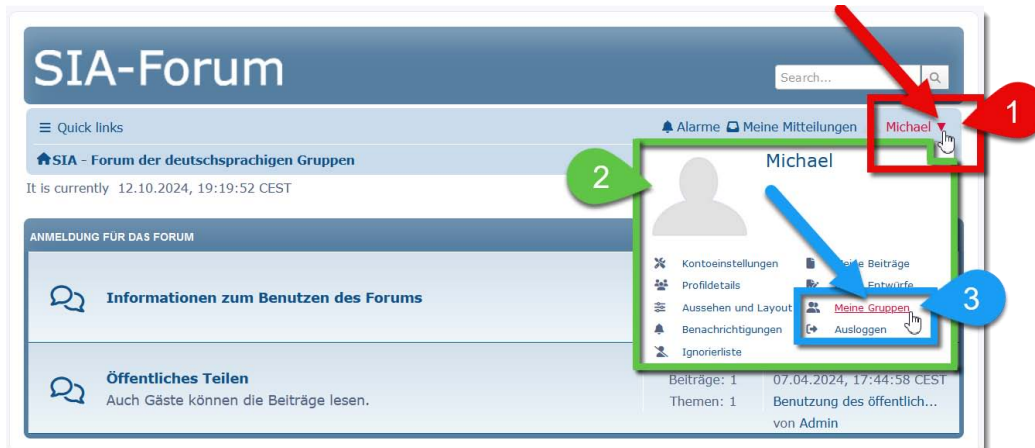 SIA-Forum
Search...
1
Quick links
Alarme Meine Mitteilungen Michael
SIA - Forum der deutschsprachigen Gruppen
It is currently 12.10.2024, 19:19:52 CEST
2
Michael
ANMELDUNG FÜR DAS FORUM
Kontoeinstellungen
Profildetails
Aussehen und Layout
Benachrichtigungen
Ignorierliste
Beiträge
Entwürfe
Meine Gruppen
Ausloggen
3
Informationen zum Benutzen des Forums
Öffentliches Teilen
Auch Gäste können die Beiträge lesen.
Beiträge: 1
Themen: 1
07.04.2024, 17:44:58 CEST
Benutzung des öffentlich...
von Admin